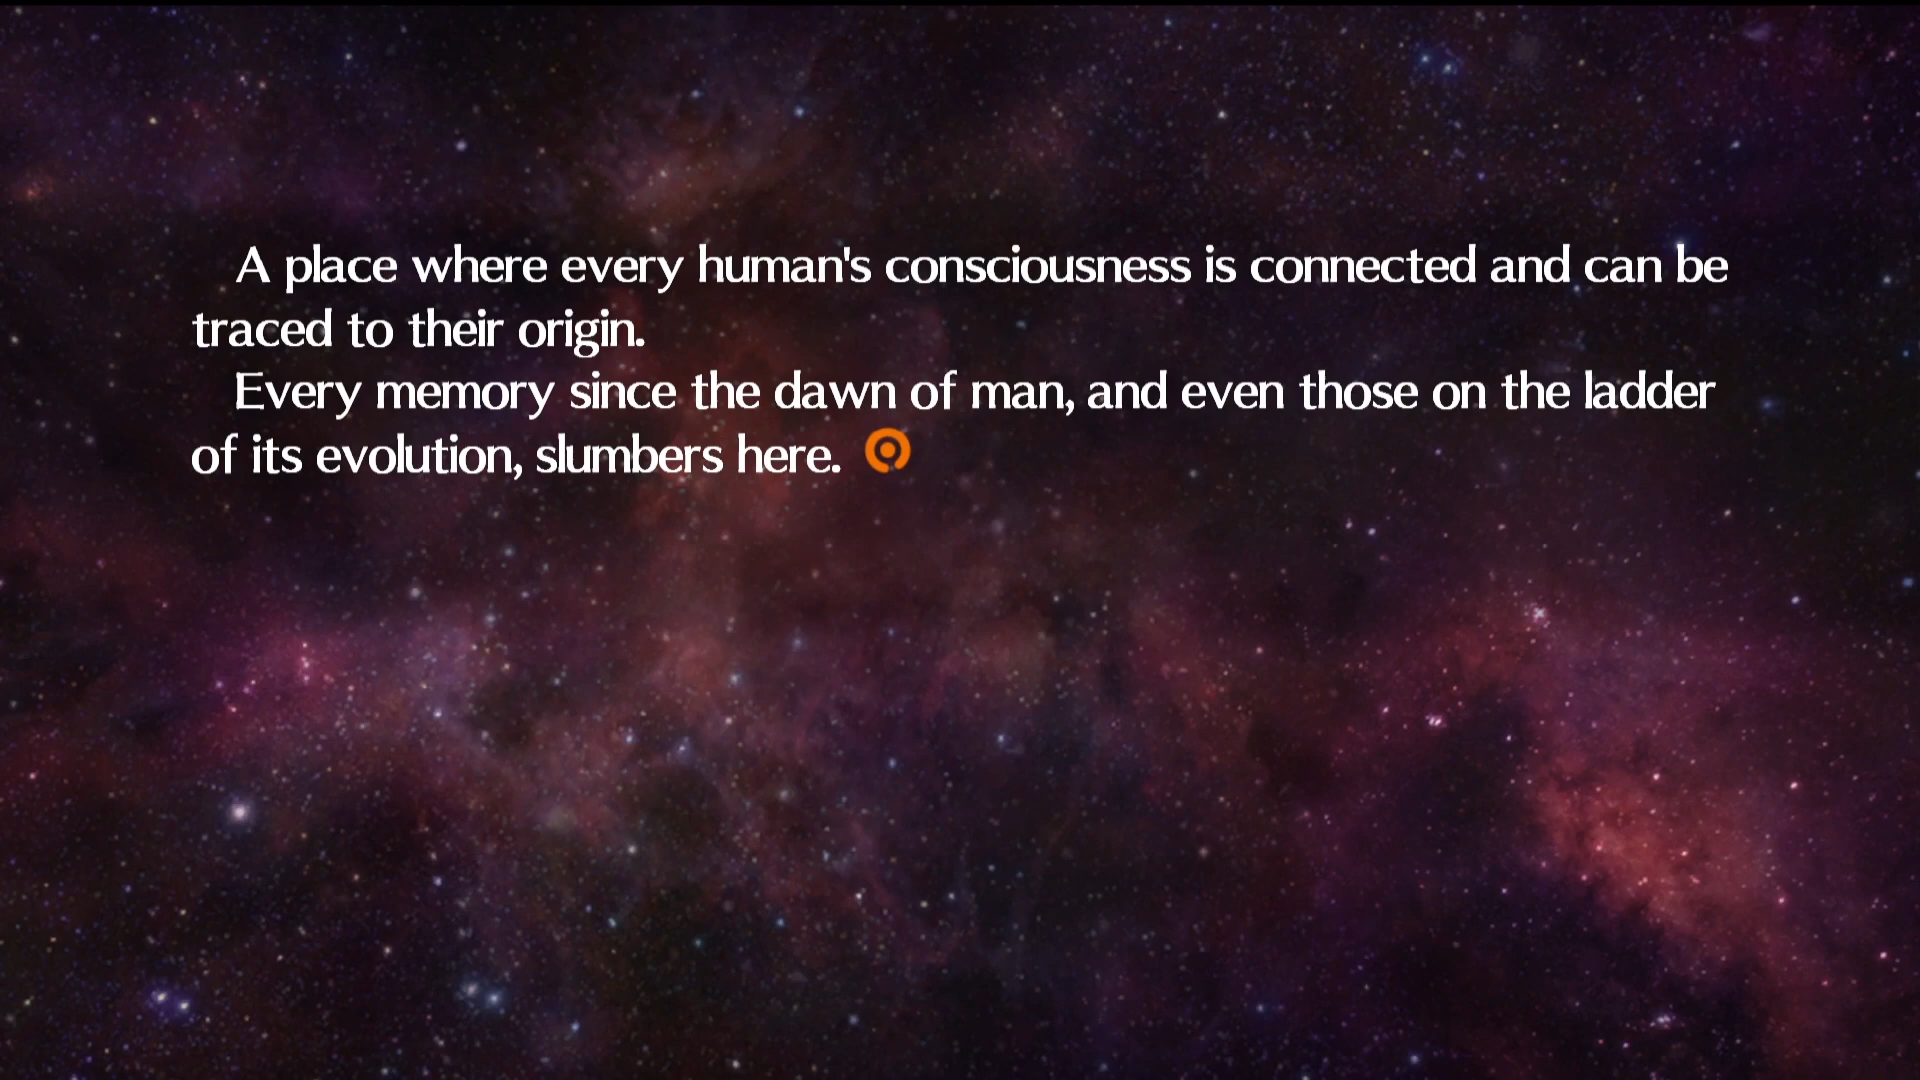 A place where every human's consciousness is connected and can be
traced to their origin.
Every memory since the dawn of man, and even those on the ladder
of its evolution, slumbers here.